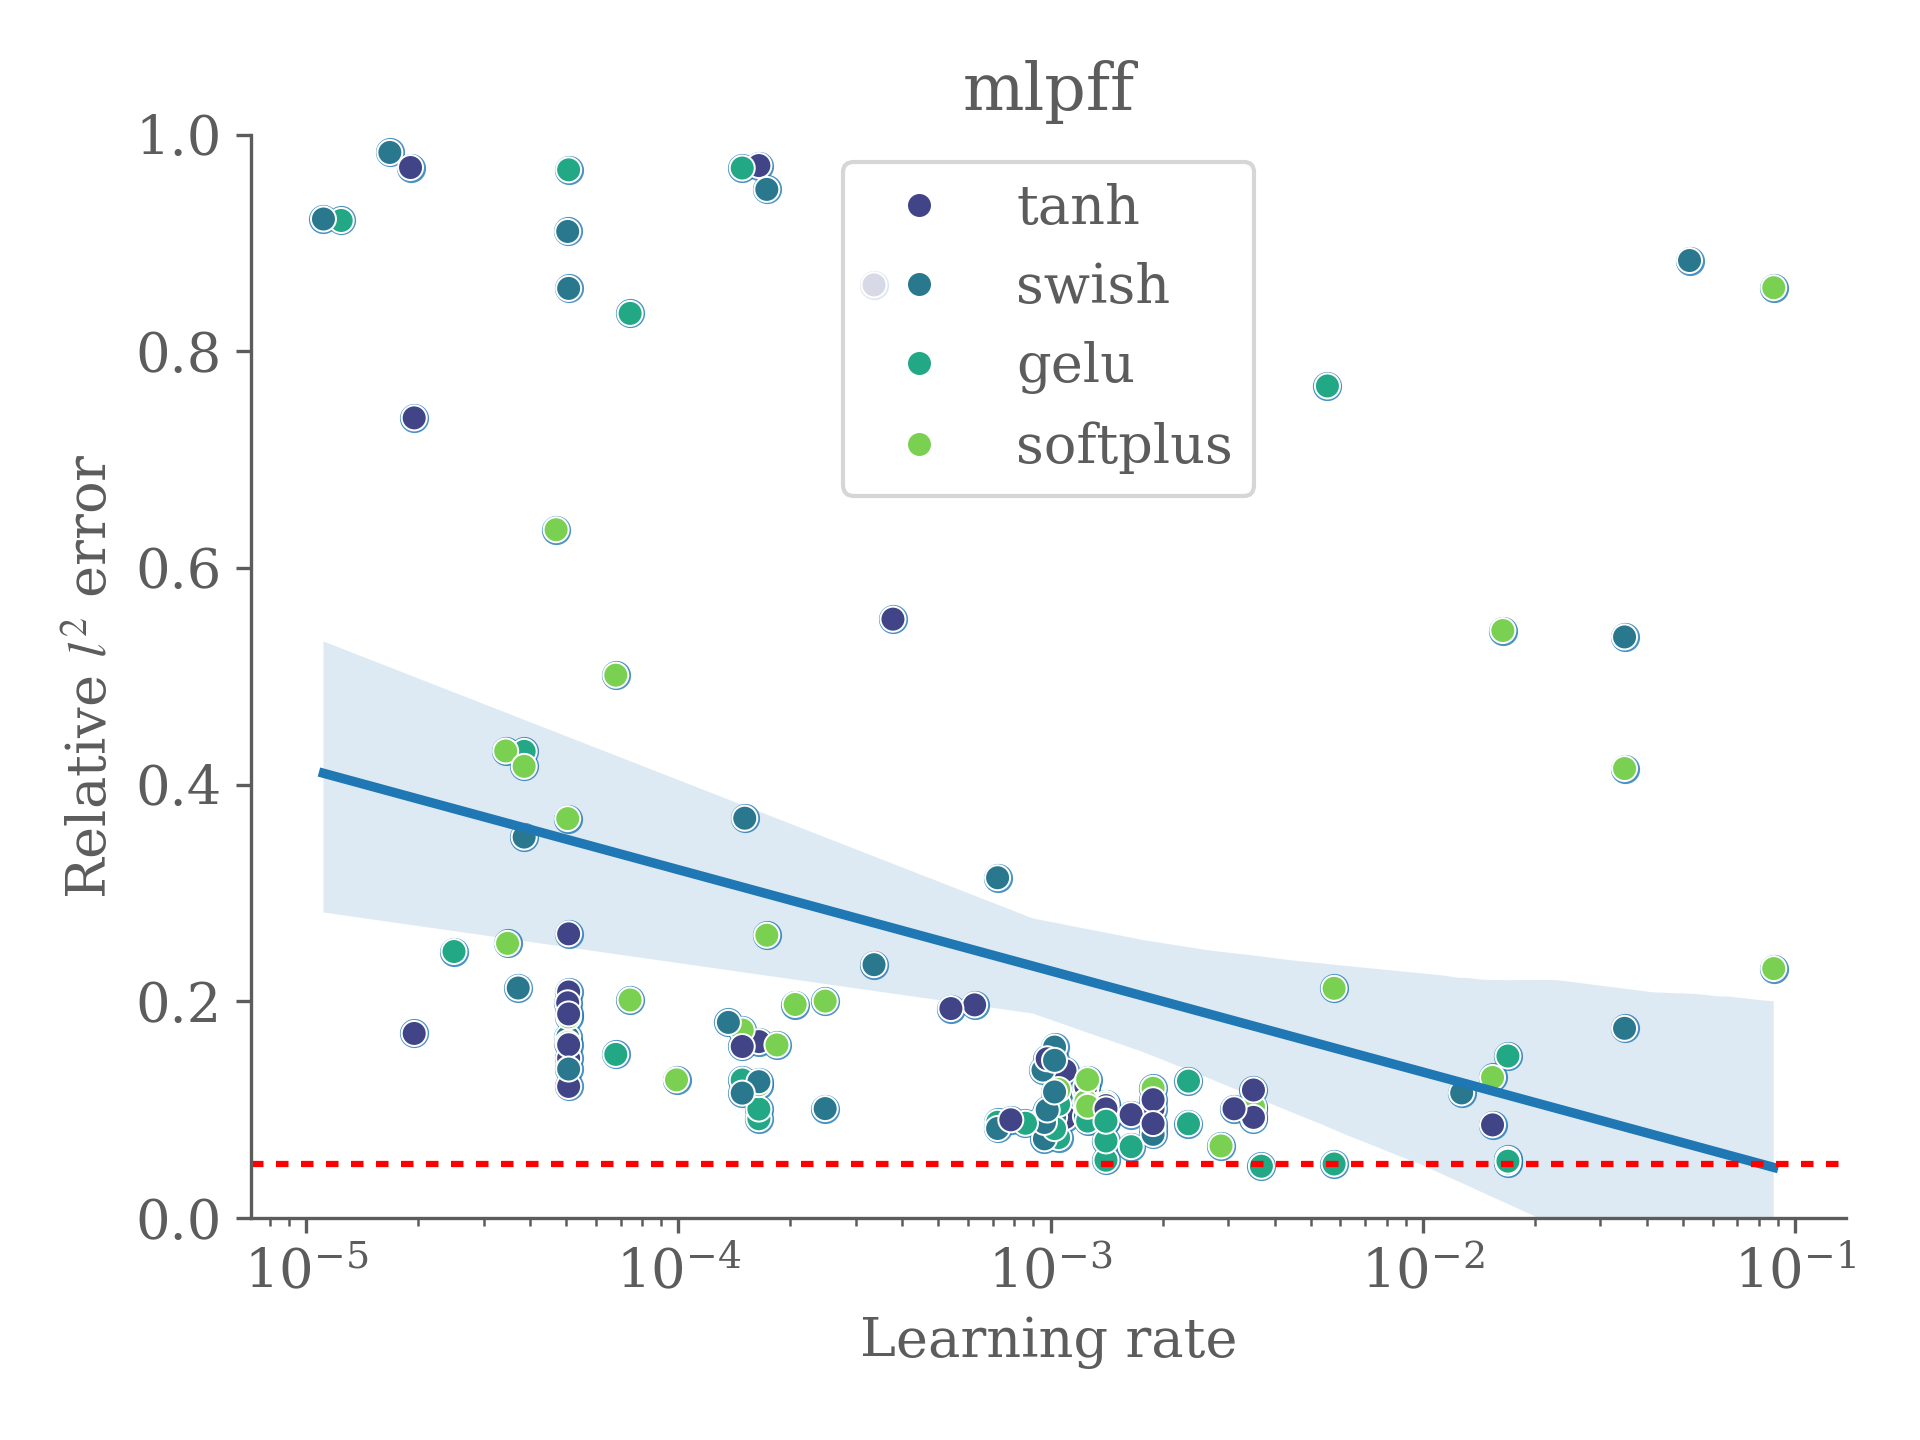 mlpff
1.0
0.8
0.6
0.4
0.2
0.0
Relative l² error
tanh
swish
gelu
softplus
10⁻⁵ 10⁻⁴ 10⁻³ 10⁻² 10⁻¹
Learning rate